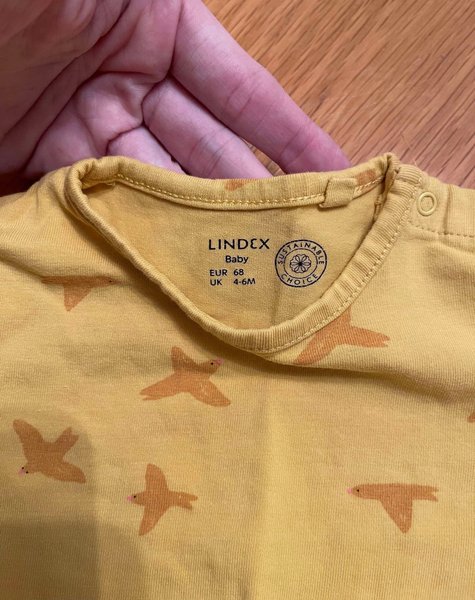 LINDEX
Baby
EUR 68
UK 4-6M
SUSTAINABLE
CHOICE